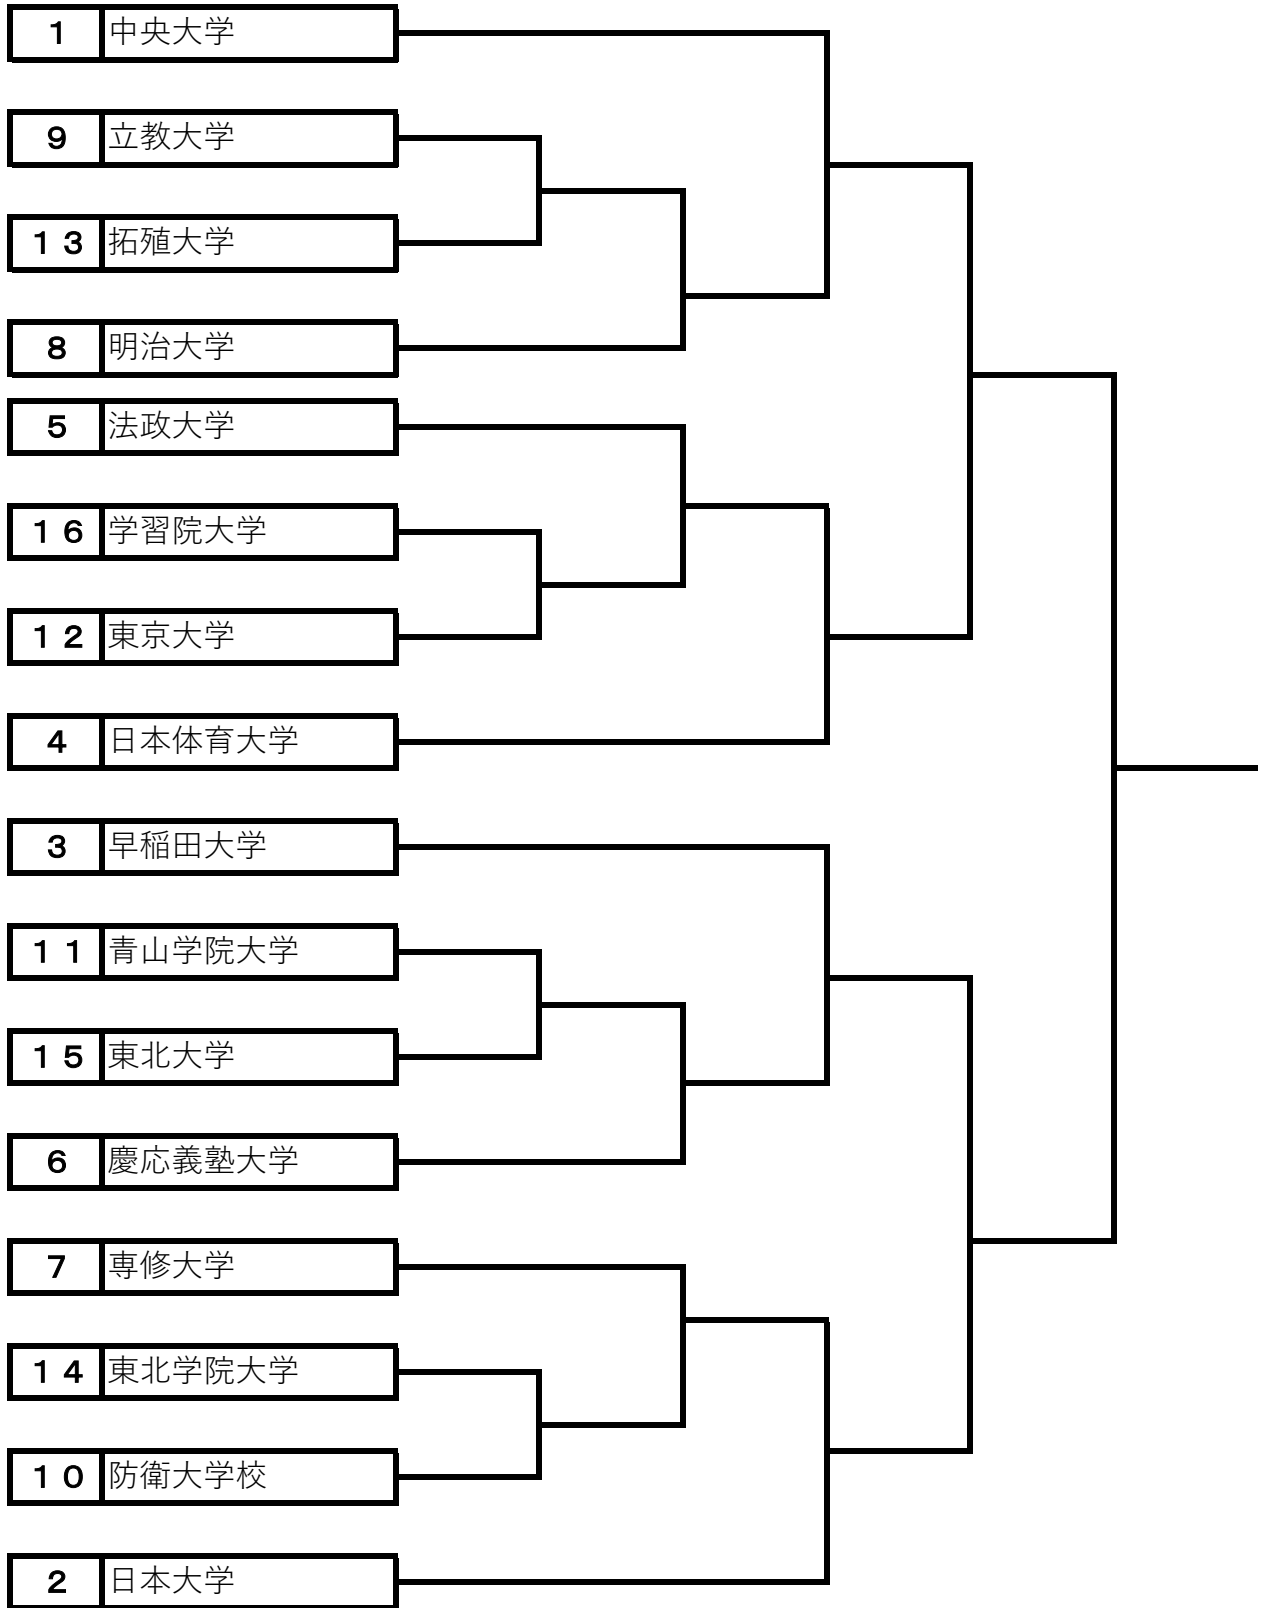 1 中央大学
9 立教大学
13 拓殖大学
8 明治大学
5 法政大学
16 学習院大学
12 東京大学
4 日本体育大学
3 早稲田大学
11 青山学院大学
15 東北大学
6 慶応義塾大学
7 専修大学
14 東北学院大学
10 防衛大学校
2 日本大学